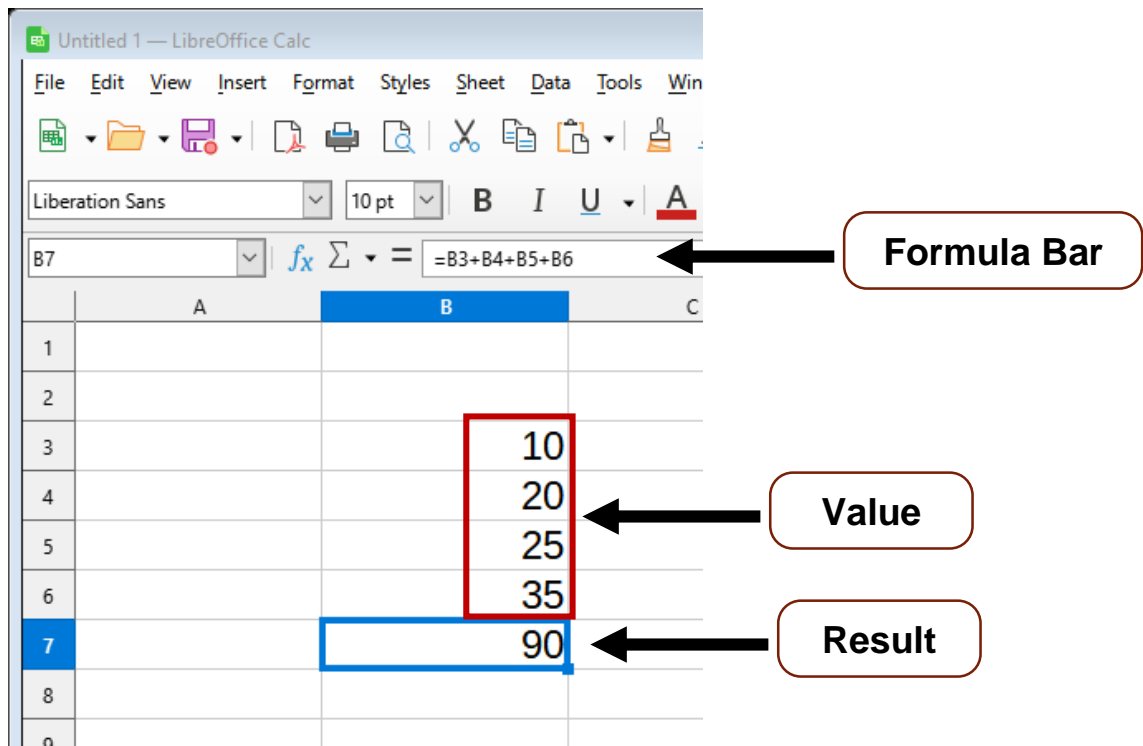 Untitled 1 — LibreOffice Calc
File Edit View Insert Format Styles Sheet Data Tools Win
Liberation Sans 10 pt B I U A
B7 fx Σ = =B3+B4+B5+B6 Formula Bar
A B C
1
2
3 10
4 20
5 25
6 35
7 90
8
9
Value
Result